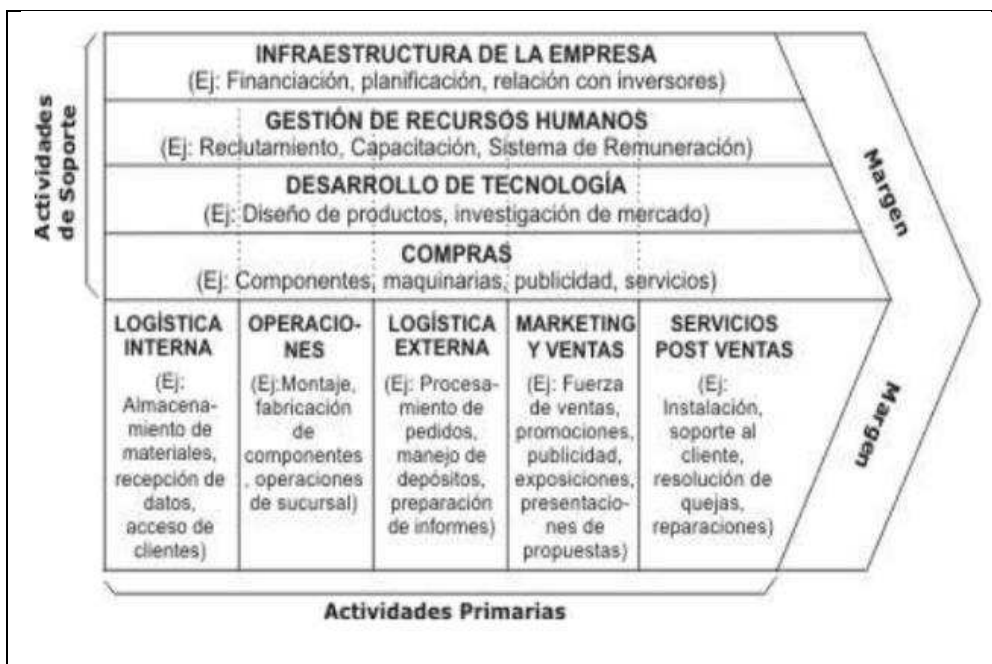 Actividades
de Soporte
INFRAESTRUCTURA DE LA EMPRESA
(Ej: Financiación, planificación, relación con inversores)
GESTIÓN DE RECURSOS HUMANOS
(Ej: Reclutamiento, Capacitación, Sistema de Remuneración)
DESARROLLO DE TECNOLOGÍA
(Ej: Diseño de productos, investigación de mercado)
COMPRAS
(Ej: Componentes, maquinarias, publicidad, servicios)
Margen
LOGÍSTICA
INTERNA
(Ej:
Almacena-
miento de
materiales,
recepción de
datos,
acceso de
clientes)
OPERACIO-
NES
(Ej:Montaje,
fabricación
de
componentes
, operaciones
de sucursal)
LOGÍSTICA
EXTERNA
(Ej: Procesa-
miento de
pedidos,
manejo de
depósitos,
preparación
de informes)
MARKETING
Y VENTAS
(Ej: Fuerza
de ventas,
promociones,
publicidad,
exposiciones,
presentacio-
nes de
propuestas)
SERVICIOS
POST VENTAS
(Ej:
Instalación,
soporte al
cliente,
resolución de
quejas,
reparaciones)
Margen
Actividades Primarias